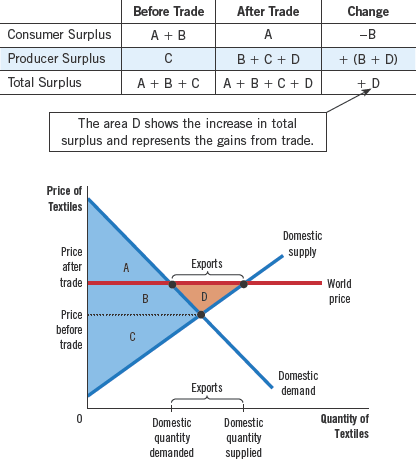 Before Trade After Trade Change
Consumer Surplus A + B A −B
Producer Surplus C B + C + D + (B + D)
Total Surplus A + B + C A + B + C + D + D
The area D shows the increase in total
surplus and represents the gains from trade.
Price of
Textiles
Domestic
supply
Price
after
trade
A
Exports
World
price
B
D
Price
before
trade
C
Domestic
demand
Exports
0
Domestic
quantity
demanded
Domestic
quantity
supplied
Quantity of
Textiles